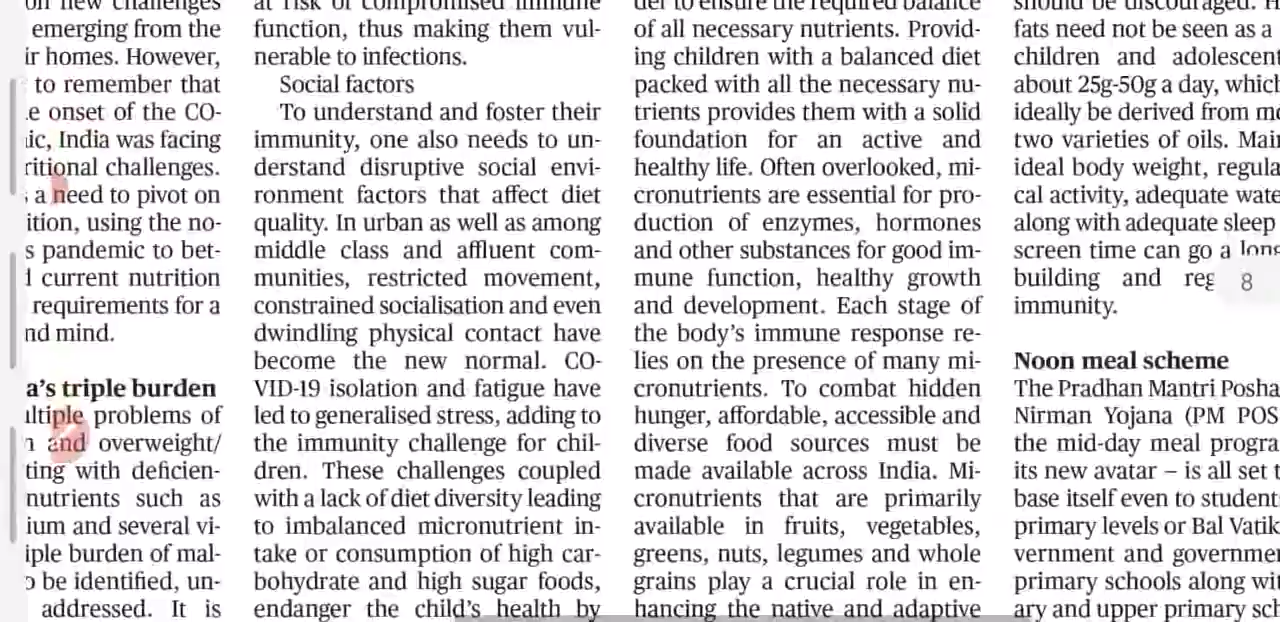 on new challenges
emerging from the
ir homes. However,
to remember that
e onset of the CO-
ic, India was facing
ritional challenges.
a need to pivot on
ition, using the no-
s pandemic to bet-
current nutrition
requirements for a
nd mind.
a's triple burden
ltiple problems of
n and overweight/
ting with deficien-
nutrients such as
ium and several vi-
iple burden of mal-
o be identified, un-
addressed. It is
at risk of compromised immune
function, thus making them vul-
nerable to infections.
Social factors
To understand and foster their
immunity, one also needs to un-
derstand disruptive social envi-
ronment factors that affect diet
quality. In urban as well as among
middle class and affluent com-
munities, restricted movement,
constrained socialisation and even
dwindling physical contact have
become the new normal. CO-
VID-19 isolation and fatigue have
led to generalised stress, adding to
the immunity challenge for chil-
dren. These challenges coupled
with a lack of diet diversity leading
to imbalanced micronutrient in-
take or consumption of high car-
bohydrate and high sugar foods,
endanger the child's health by
der to ensure the required balance
of all necessary nutrients. Provid-
ing children with a balanced diet
packed with all the necessary nu-
trients provides them with a solid
foundation for an active and
healthy life. Often overlooked, mi-
cronutrients are essential for pro-
duction of enzymes, hormones
and other substances for good im-
mune function, healthy growth
and development. Each stage of
the body's immune response re-
lies on the presence of many mi-
cronutrients. To combat hidden
hunger, affordable, accessible and
diverse food sources must be
made available across India. Mi-
cronutrients that are primarily
available in fruits, vegetables,
greens, nuts, legumes and whole
grains play a crucial role in en-
hancing the native and adaptive
should be discouraged. H
fats need not be seen as a
children and adolescent
about 25g-50g a day, which
ideally be derived from mo
two varieties of oils. Main
ideal body weight, regula
cal activity, adequate wate
along with adequate sleep
screen time can go a long
building and reg
immunity.
8
Noon meal scheme
The Pradhan Mantri Posha
Nirman Yojana (PM POS
the mid-day meal progra
its new avatar – is all set t
base itself even to student
primary levels or Bal Vatik
vernment and governmen
primary schools along wit
ary and upper primary sch